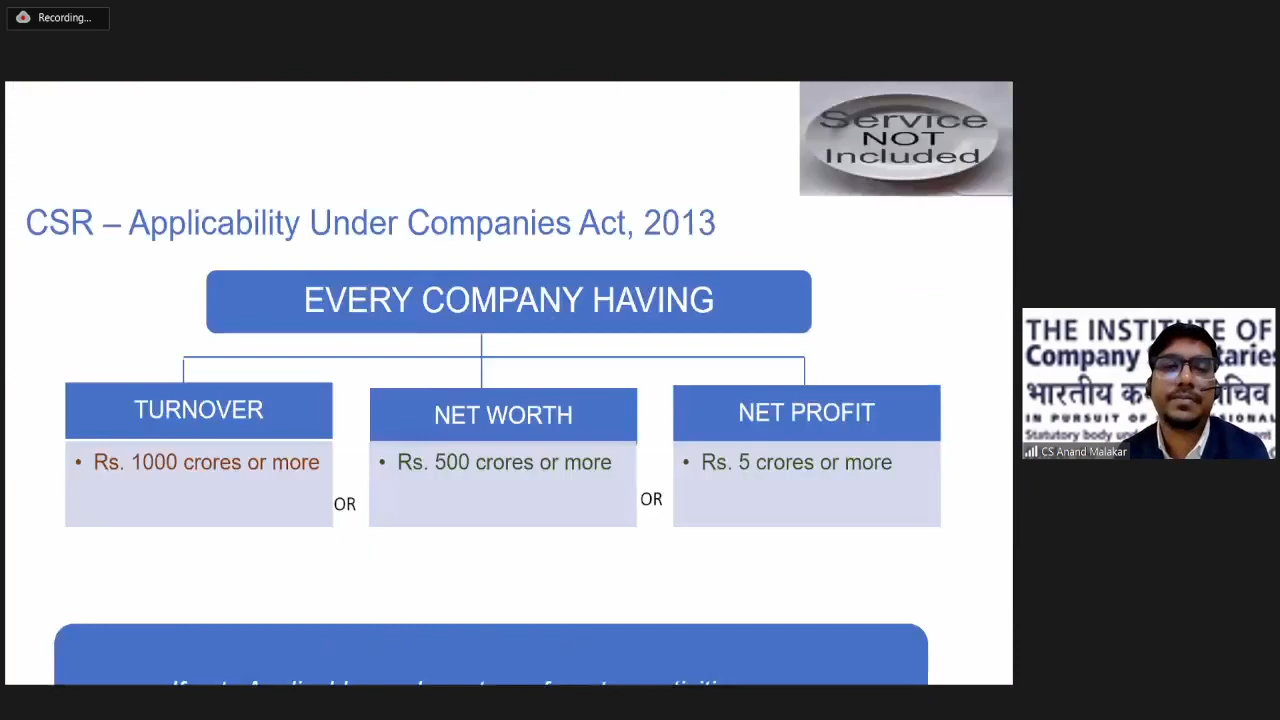 Recording...
Service
NOT
Included
CSR – Applicability Under Companies Act, 2013
EVERY COMPANY HAVING
TURNOVER
NET WORTH
NET PROFIT
• Rs. 1000 crores or more
• Rs. 500 crores or more
• Rs. 5 crores or more
OR
OR
THE INSTITUTE OF
Company
भारतीय
IN PURSUIT OF
Statutory body
CS Anand Malakar